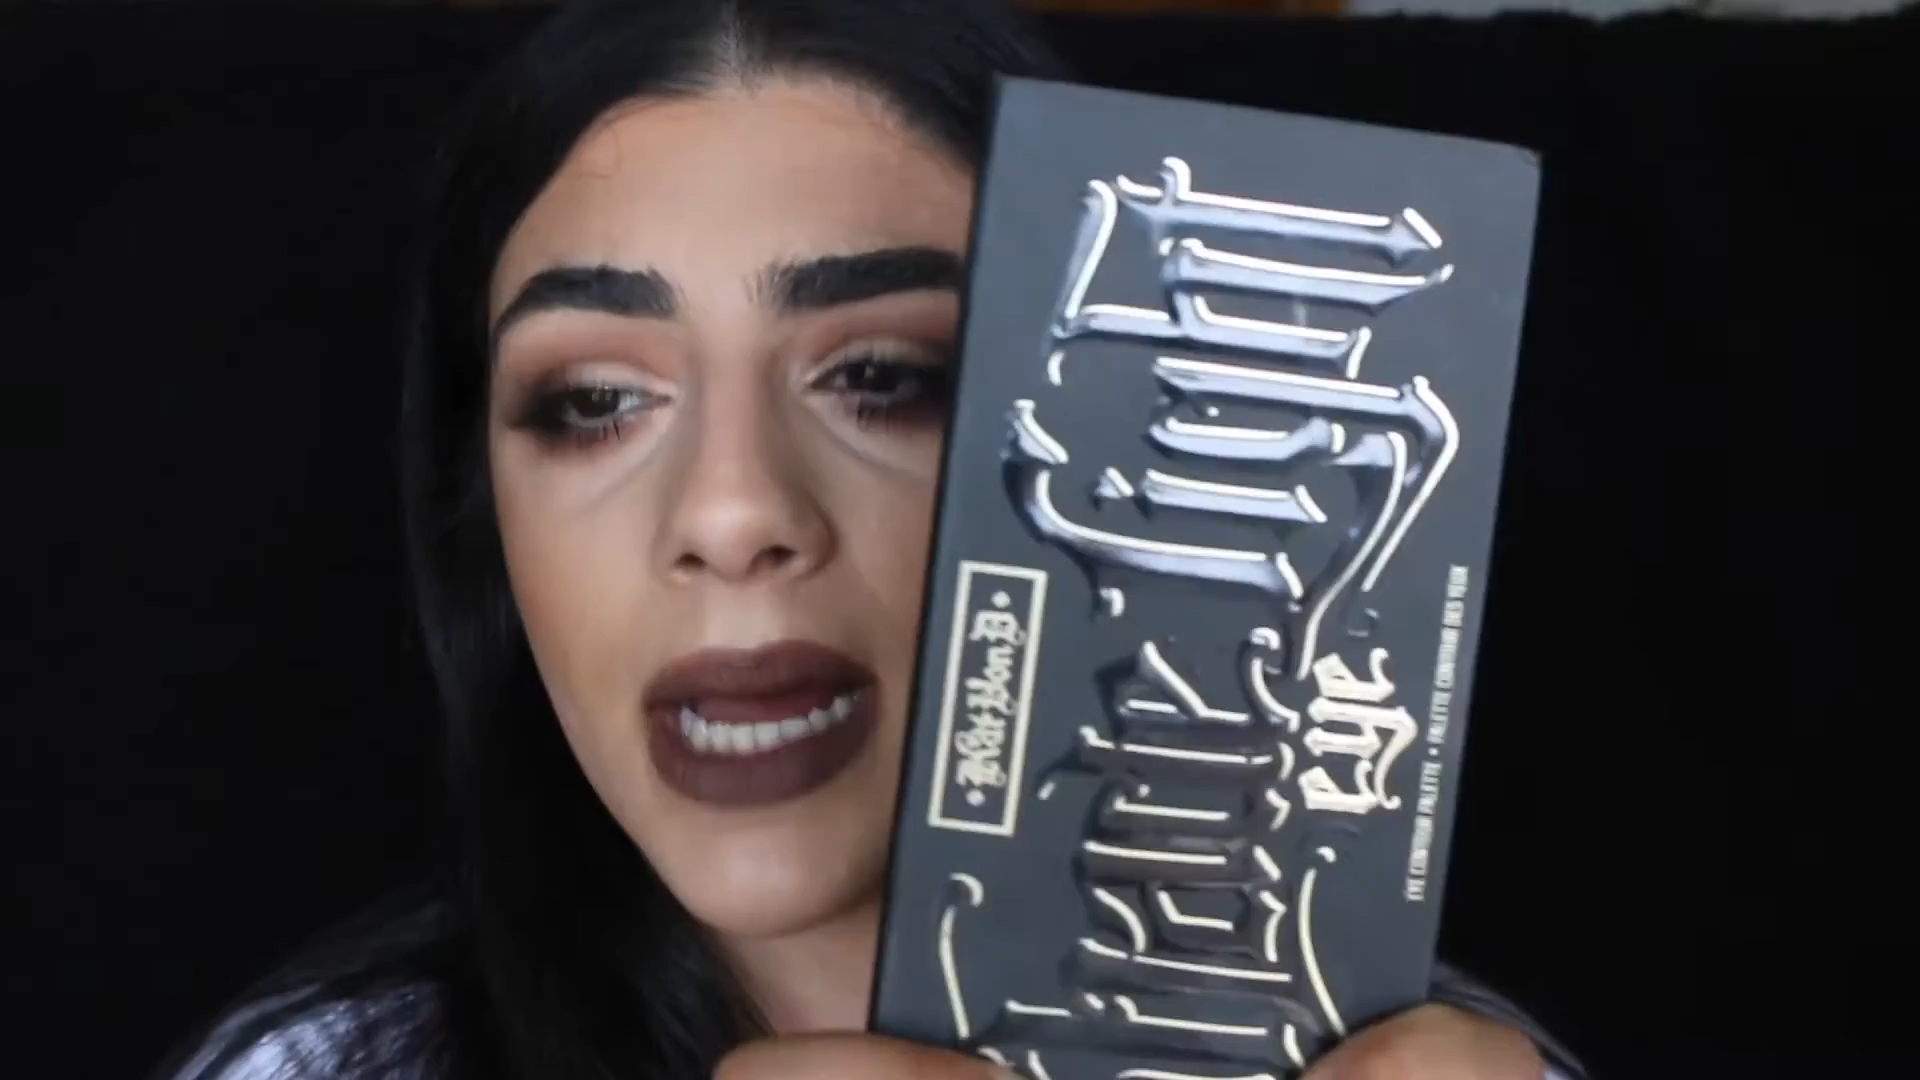 Shade + Light
eye
Kat Von D
EYE CONTOUR PALETTE • PALETTE CONTOUR DES YEUX